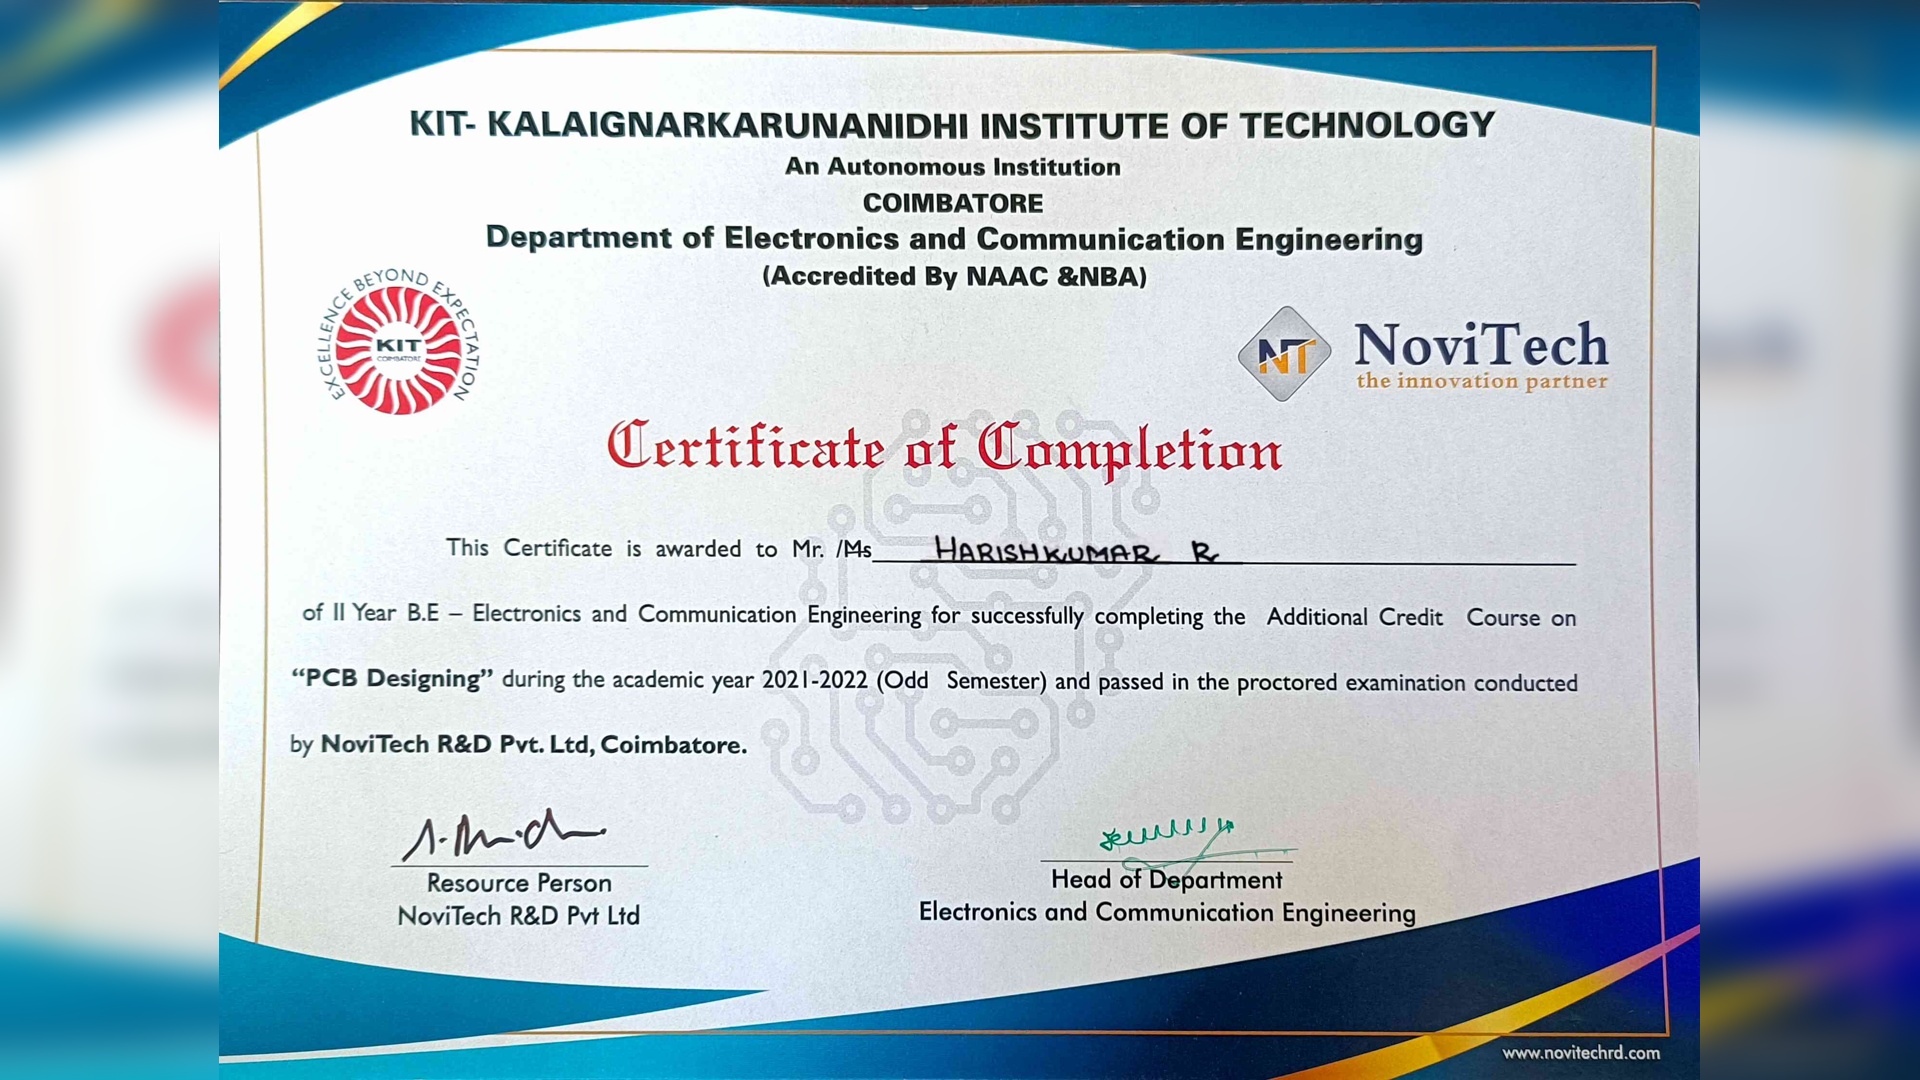 KIT- KALAIGNARKARUNANIDHI INSTITUTE OF TECHNOLOGY
An Autonomous Institution
COIMBATORE
Department of Electronics and Communication Engineering
(Accredited By NAAC &NBA)
EXCELLENCE BEYOND EXPECTATION
KIT
COIMBATORE
NT
NoviTech
the innovation partner
Certificate of Completion
This Certificate is awarded to Mr. /Ms HARISHKUMAR R
of II Year B.E – Electronics and Communication Engineering for successfully completing the Additional Credit Course on
“PCB Designing” during the academic year 2021-2022 (Odd Semester) and passed in the proctored examination conducted
by NoviTech R&D Pvt. Ltd, Coimbatore.
Resource Person
NoviTech R&D Pvt Ltd
Head of Department
Electronics and Communication Engineering
www.novitechrd.com